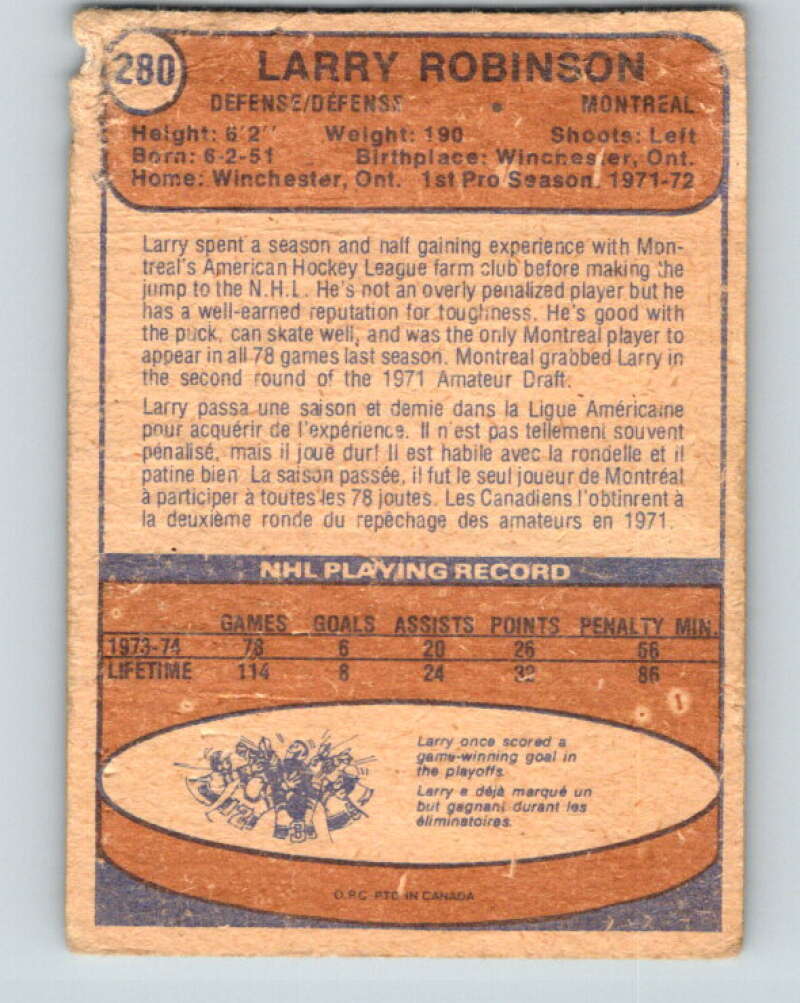 280
LARRY ROBINSON
DEFENSE/DÉFENSE • MONTREAL
Height: 6'2" Weight: 190 Shoots: Left
Born: 6-2-51 Birthplace: Winchester, Ont.
Home: Winchester, Ont. 1st Pro Season: 1971-72
Larry spent a season and half gaining experience with Mon-
treal's American Hockey League farm club before making the
jump to the N.H.L. He's not an overly penalized player but he
has a well-earned reputation for toughness. He's good with
the puck, can skate well, and was the only Montreal player to
appear in all 78 games last season. Montreal grabbed Larry in
the second round of the 1971 Amateur Draft.
Larry passa une saison et demie dans la Ligue Américaine
pour acquérir de l'expérience. Il n'est pas tellement souvent
pénalisé, mais il joue dur! Il est habile avec la rondelle et il
patine bien. La saison passée, il fut le seul joueur de Montréal
à participer à toutes les 78 joutes. Les Canadiens l'obtinrent à
la deuxième ronde du repêchage des amateurs en 1971.
NHL PLAYING RECORD
GAMES GOALS ASSISTS POINTS PENALTY MIN.
1973-74 78 6 20 26 66
LIFETIME 114 8 24 32 86
Larry once scored a
game-winning goal in
the playoffs.
Larry a déjà marqué un
but gagnant durant les
éliminatoires.
O.P.C. PTD. IN CANADA